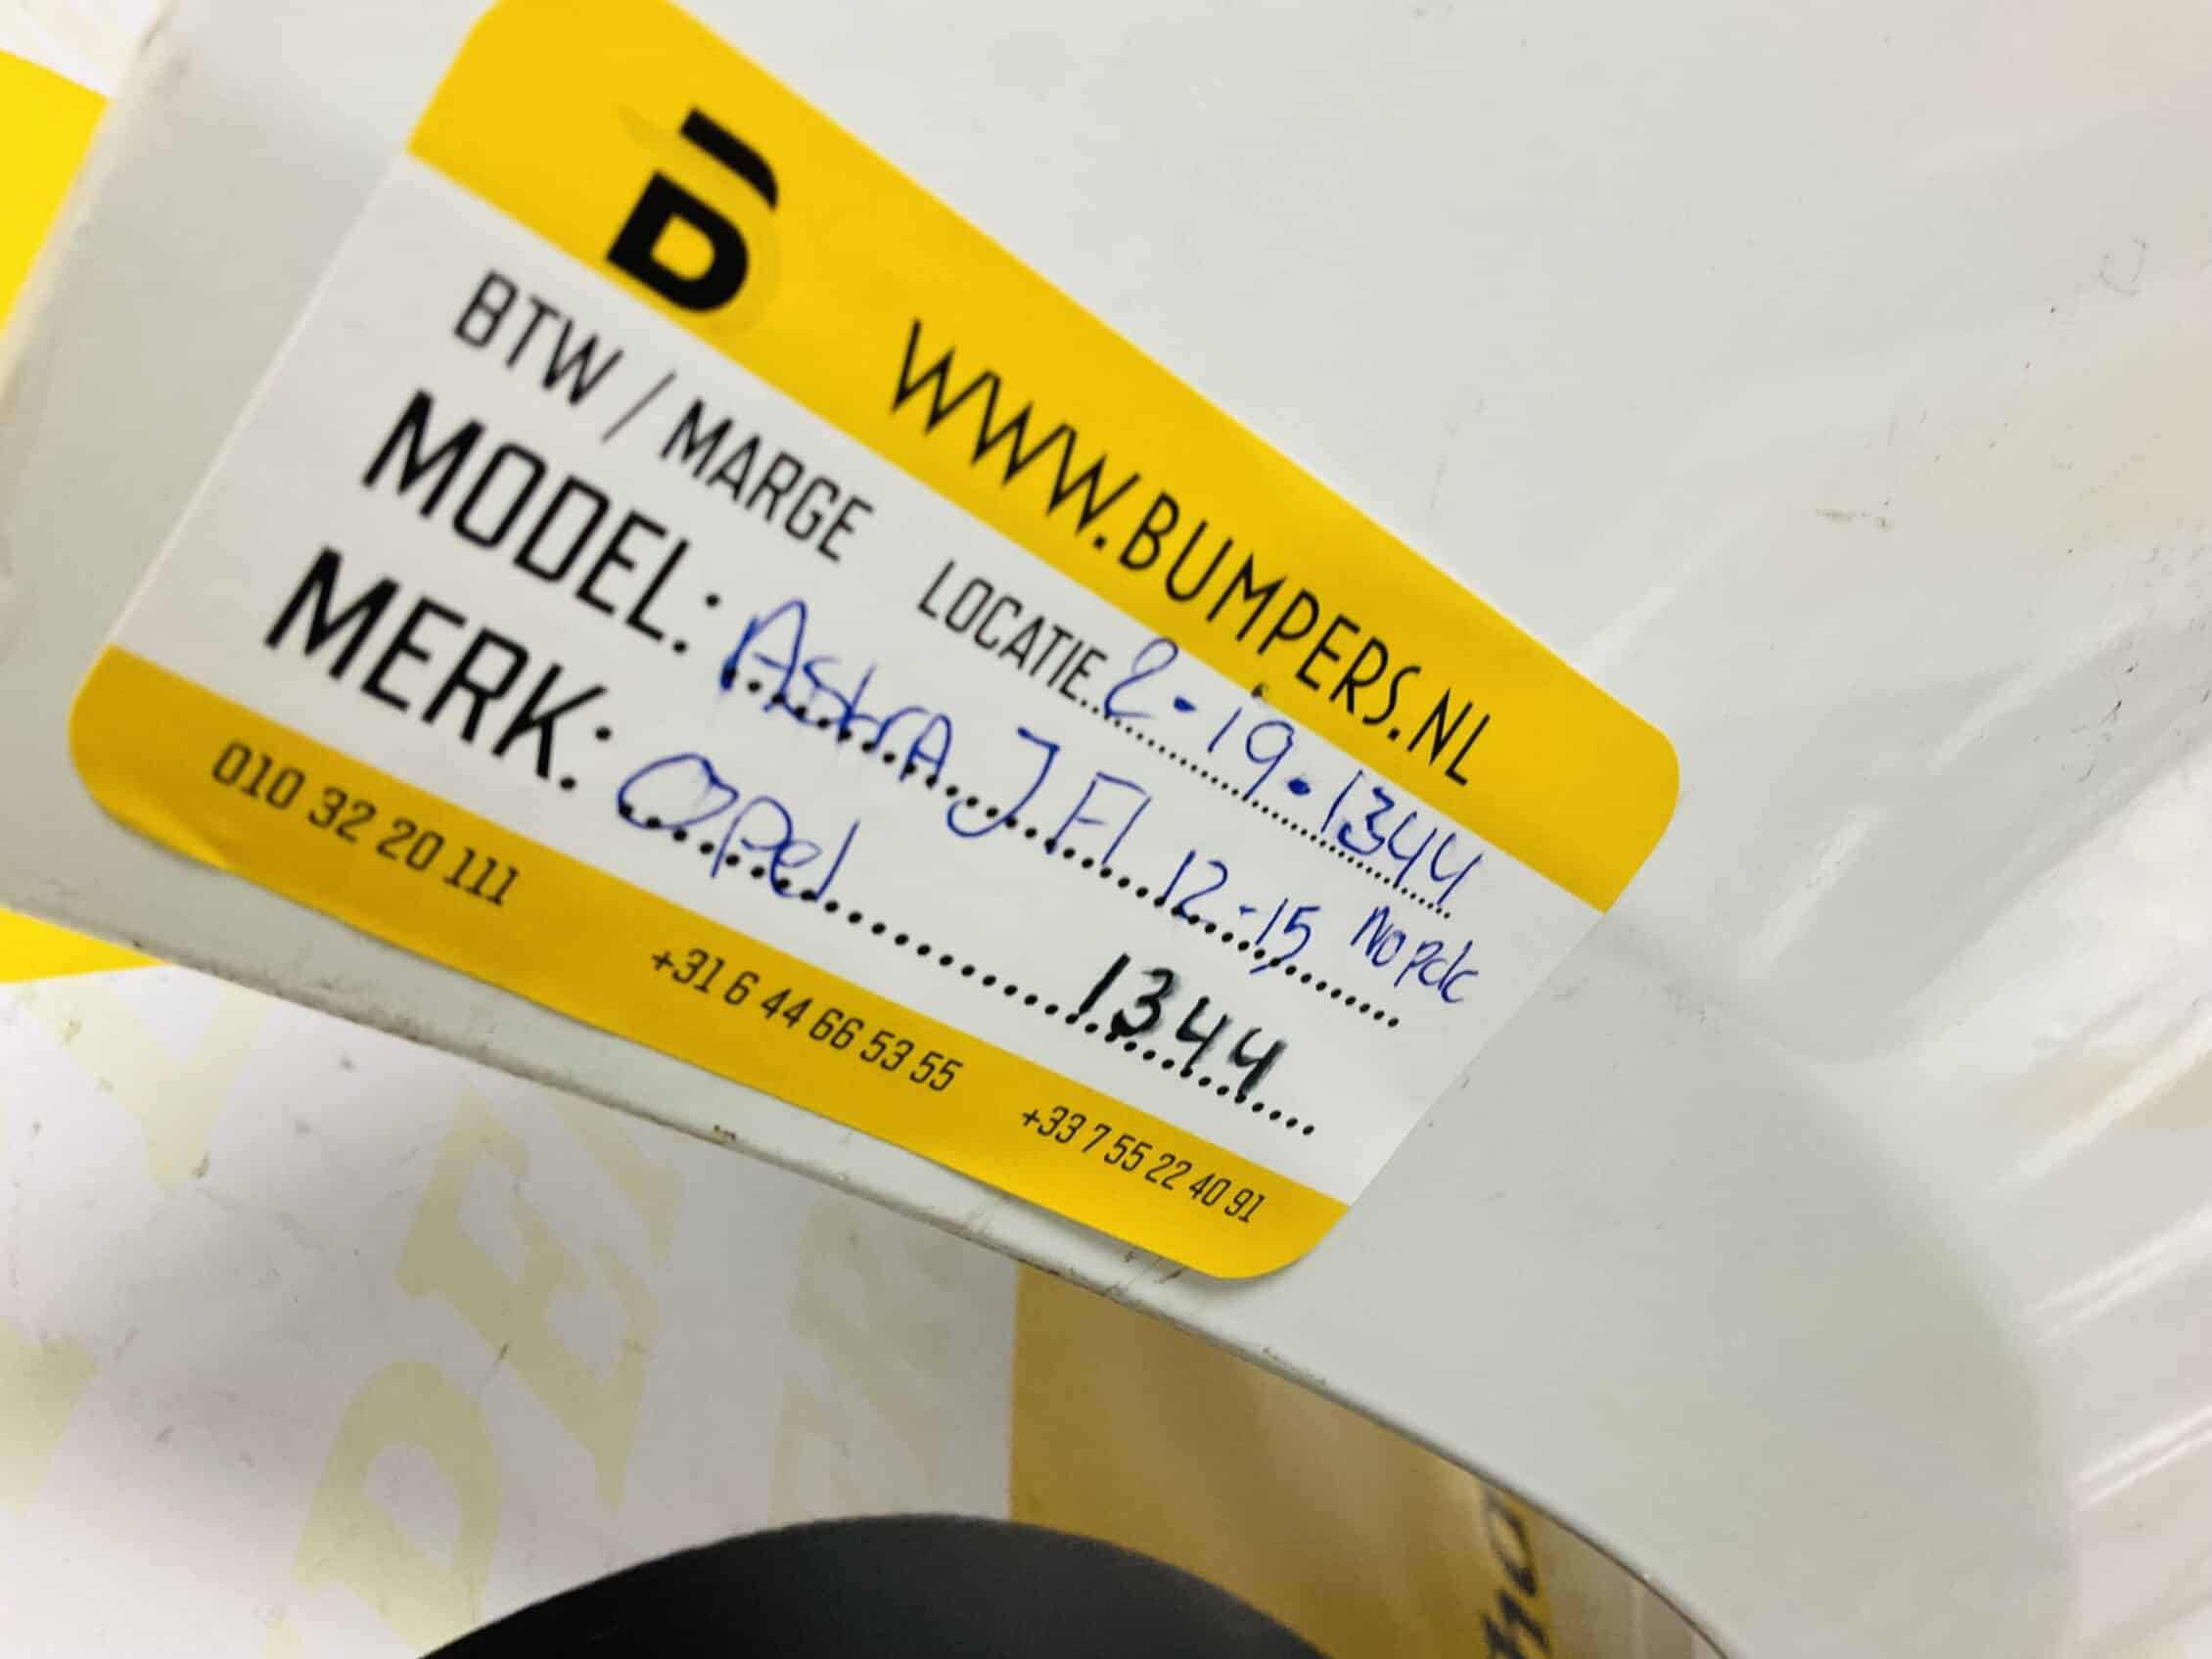 B WWW.BUMPERS.NL
BTW / MARGE LOCATIE 2-19.1344
MODEL: Astra J Fl 12-15 No pdc
MERK: Opel 1344
010 32 20 111 +31 6 44 66 53 55 +33 7 55 22 40 91